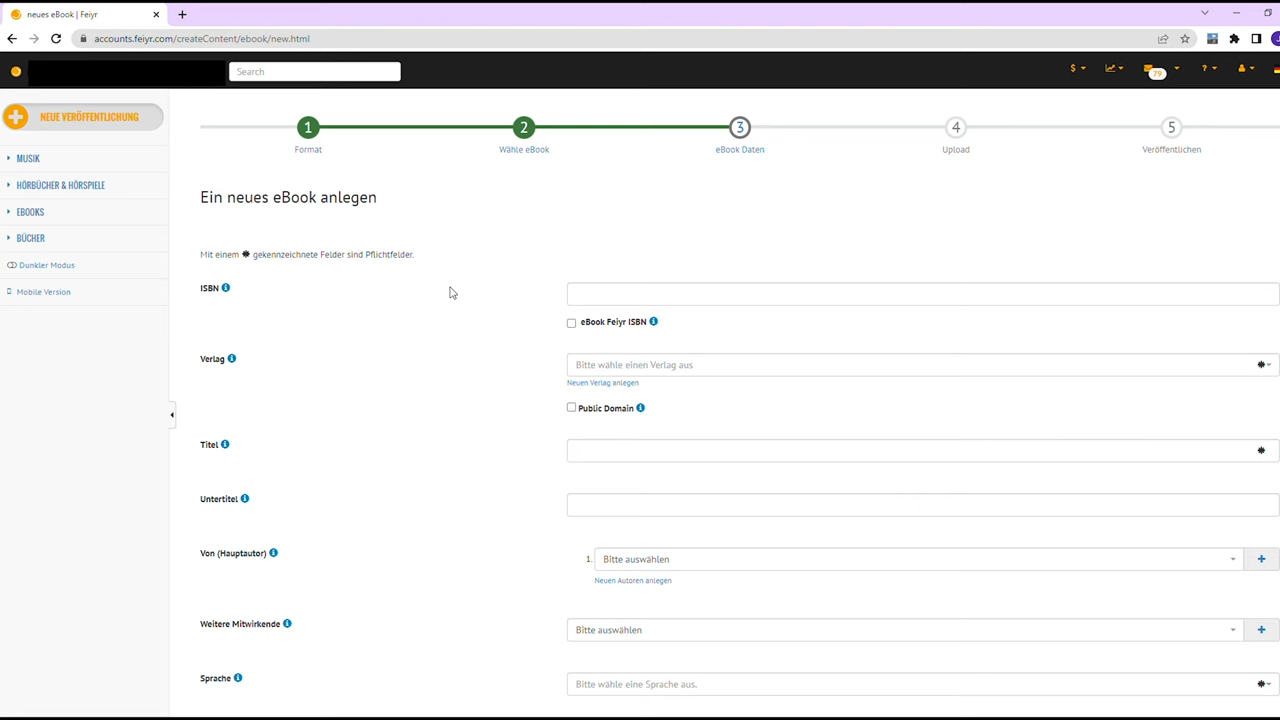 neues eBook | Feiyr
accounts.feiyr.com/createContent/ebook/new.html
Search
79
NEUE VERÖFFENTLICHUNG
MUSIK
HÖRBÜCHER & HÖRSPIELE
EBOOKS
BÜCHER
Dunkler Modus
Mobile Version
1 2 3 4 5
Format Wähle eBook eBook Daten Upload Veröffentlichen
Ein neues eBook anlegen
Mit einem * gekennzeichnete Felder sind Pflichtfelder.
ISBN
eBook Feiyr ISBN
Verlag Bitte wähle einen Verlag aus
Neuen Verlag anlegen
Public Domain
Titel
Untertitel
Von (Hauptautor) 1. Bitte auswählen
Neuen Autoren anlegen
Weitere Mitwirkende Bitte auswählen
Sprache Bitte wähle eine Sprache aus.